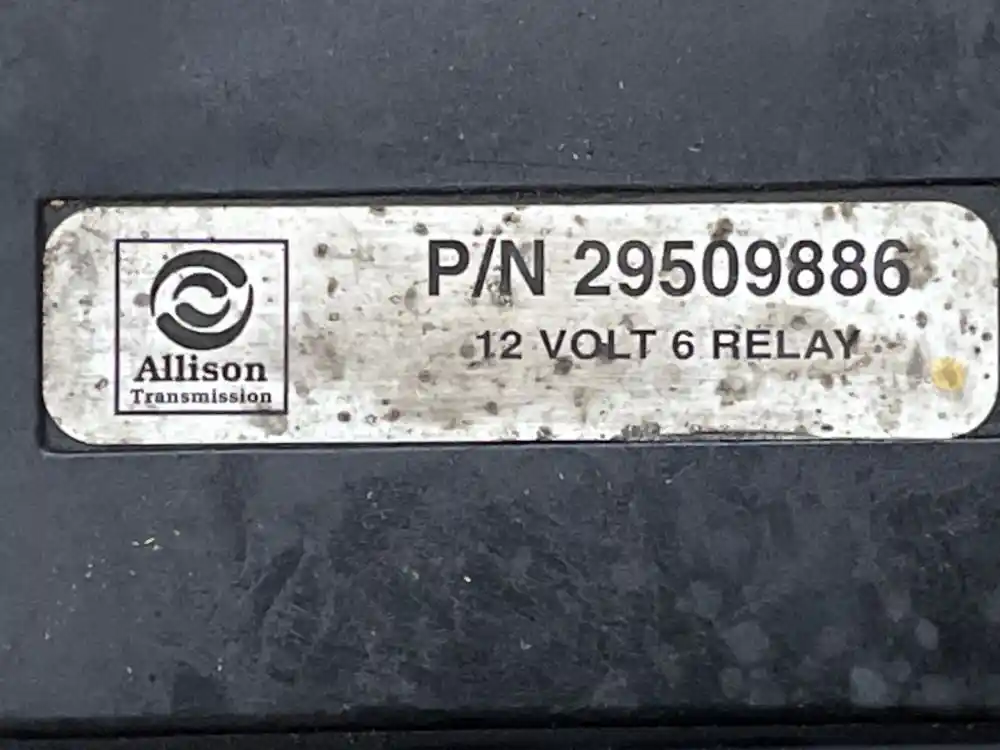 P/N 29509886
12 VOLT 6 RELAY
Allison
Transmission